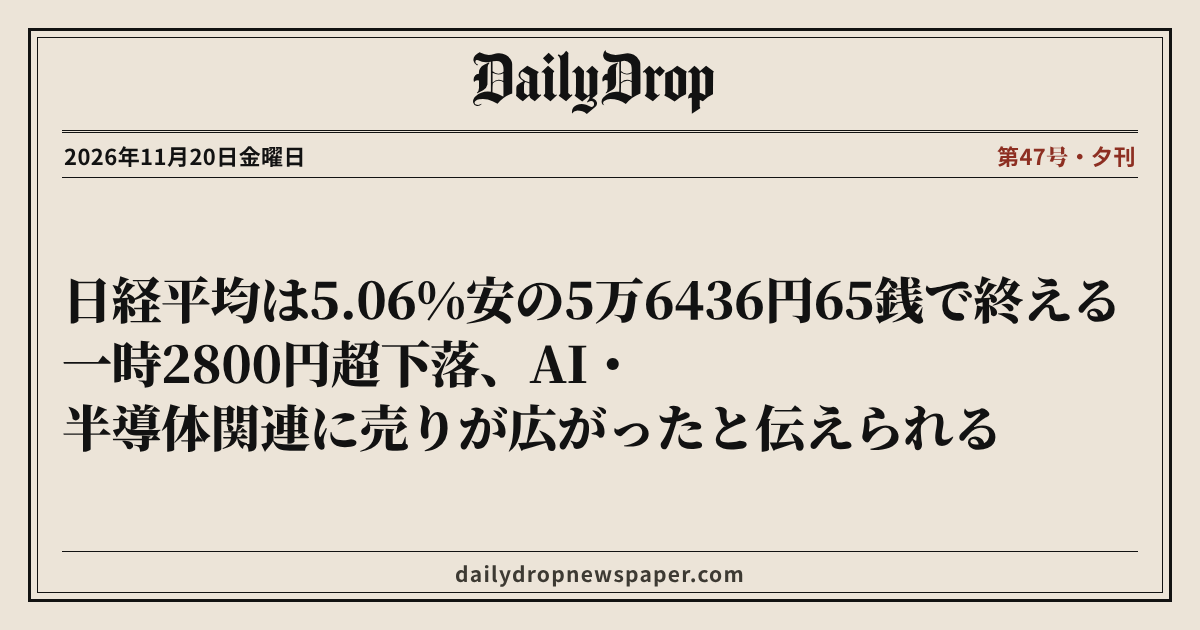 DailyDrop
2026年11月20日金曜日
第47号・夕刊
日経平均は5.06%安の5万6436円65銭で終える
一時2800円超下落、AI・
半導体関連に売りが広がったと伝えられる
dailydropnewspaper.com